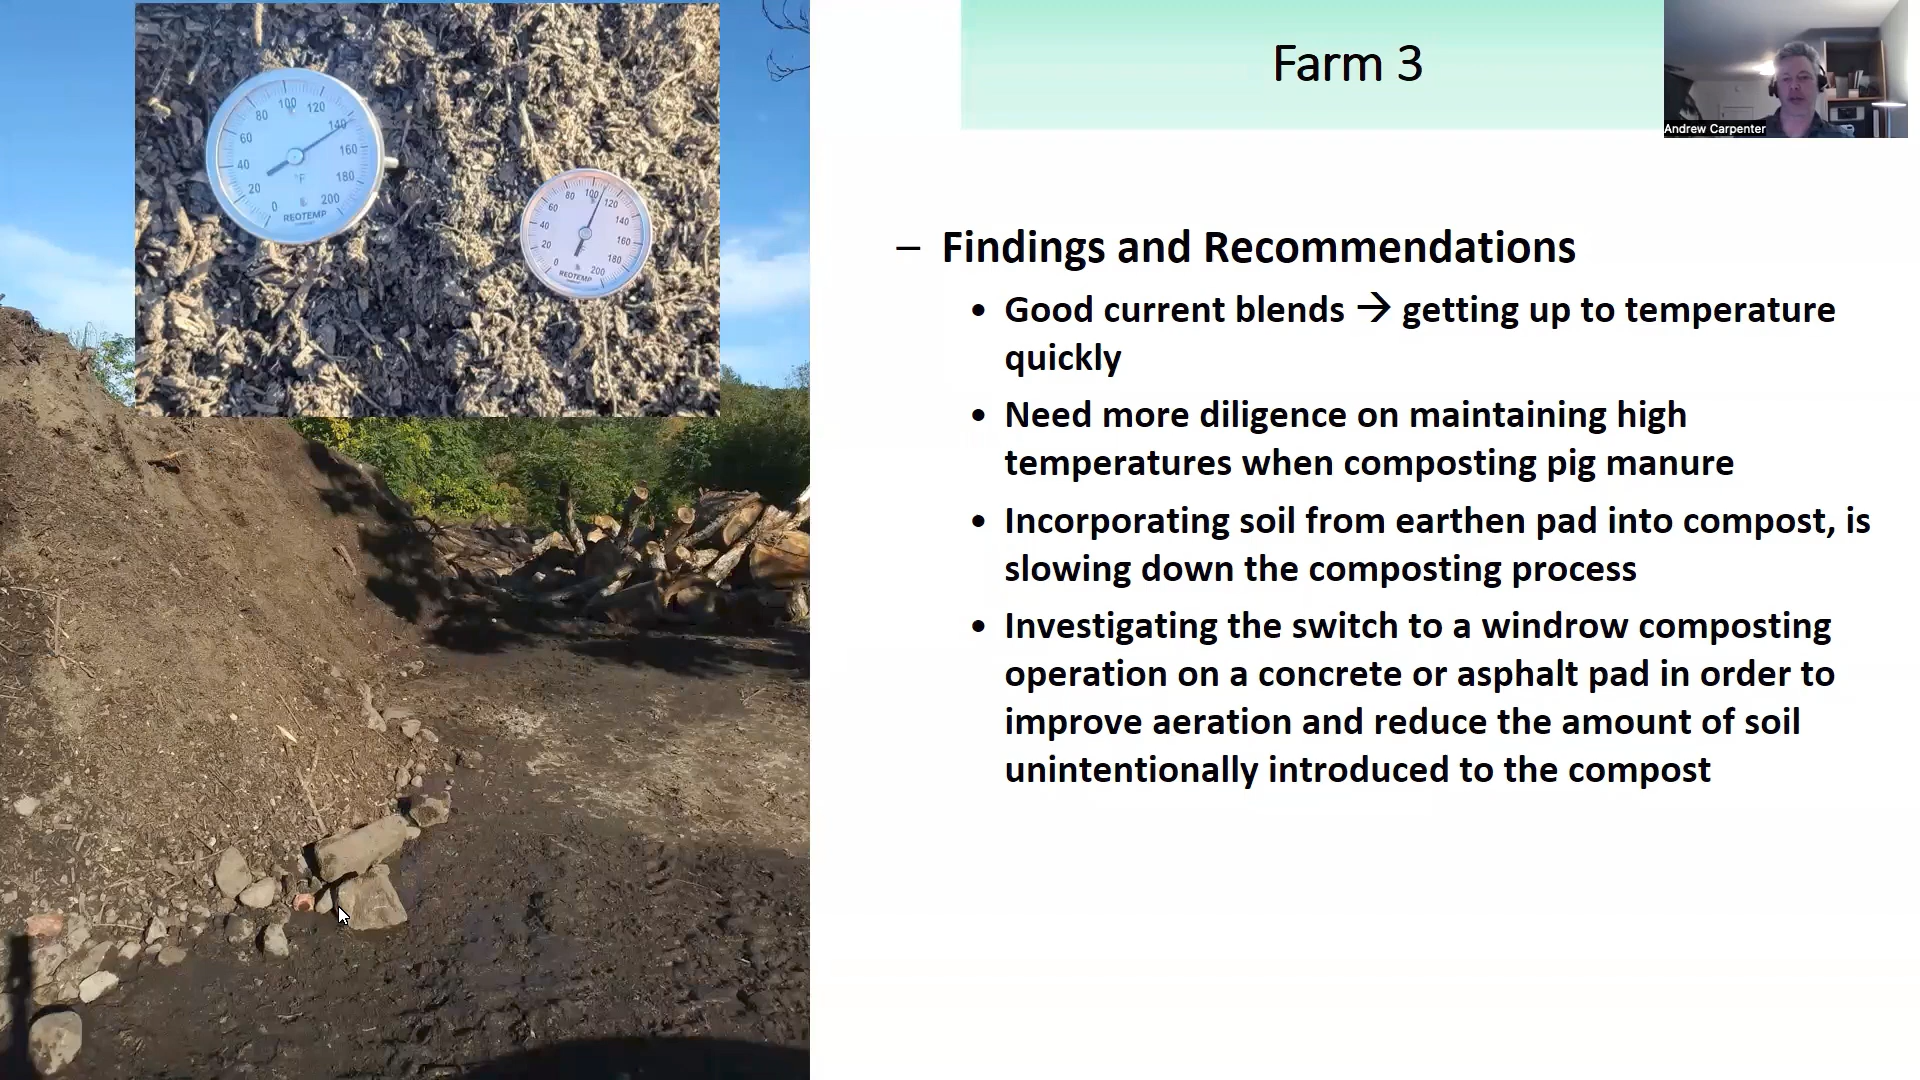 Farm 3
Andrew Carpenter
– Findings and Recommendations
• Good current blends → getting up to temperature
quickly
• Need more diligence on maintaining high
temperatures when composting pig manure
• Incorporating soil from earthen pad into compost, is
slowing down the composting process
• Investigating the switch to a windrow composting
operation on a concrete or asphalt pad in order to
improve aeration and reduce the amount of soil
unintentionally introduced to the compost
0 20 40 60 80 100 120 140 160 180 200
°F
REOTEMP
0 20 40 60 80 100 120 140 160 180 200
REOTEMP